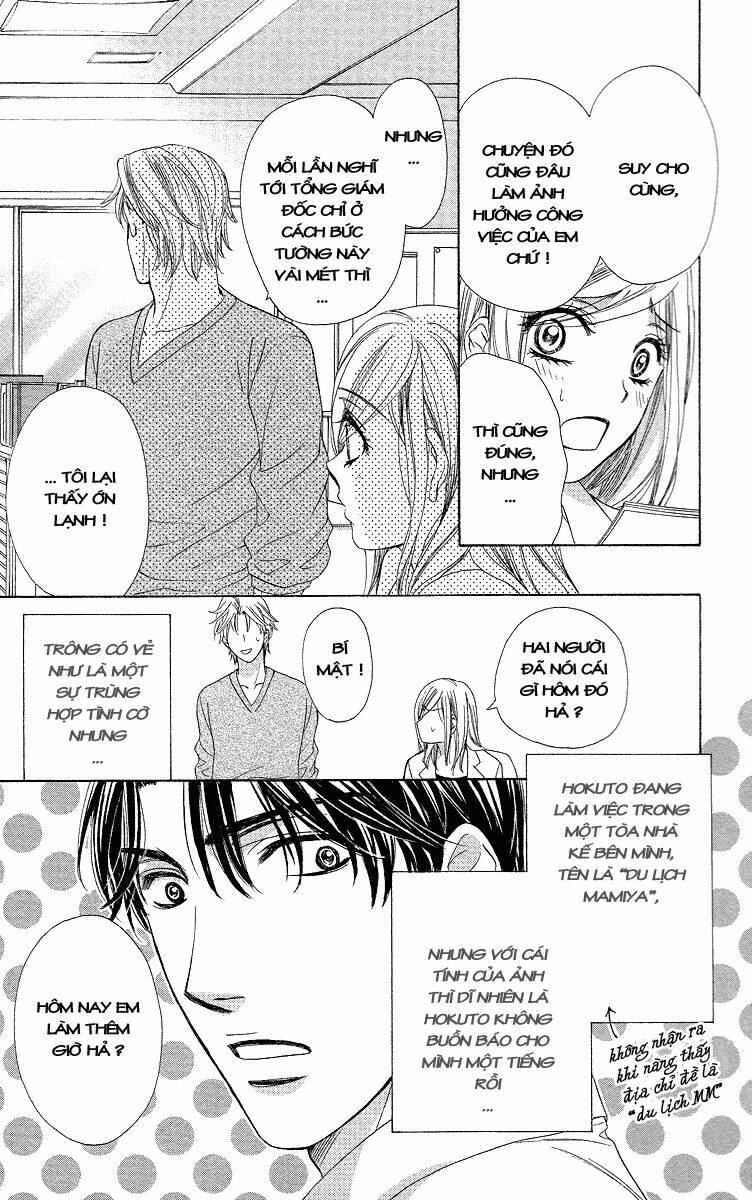 SUY CHO
CÙNG,
CHUYỆN ĐÓ
CŨNG ĐÂU
LÀM ẢNH
HƯỞNG CÔNG
VIỆC CỦA EM
CHỨ !
THÌ CŨNG
ĐÚNG,
NHƯNG
...
NHƯNG
...
MỖI LẦN NGHĨ
TỚI TỔNG GIÁM
ĐỐC CHỈ Ở
CÁCH BỨC
TƯỜNG NÀY
VÀI MÉT THÌ
...
... TÔI LẠI
THẤY ỚN
LẠNH !
HAI NGƯỜI
ĐÃ NÓI CÁI
GÌ HÔM ĐÓ
HẢ ?
BÍ
MẬT !
TRÔNG CÓ VẺ
NHƯ LÀ MỘT
SỰ TRÙNG
HỢP TÌNH CỜ
NHƯNG
...
HOKUTO ĐANG
LÀM VIỆC TRONG
MỘT TÒA NHÀ
KẾ BÊN MÌNH,
TÊN LÀ "DU LỊCH
MAMIYA",
không nhận ra
khi nàng thấy
địa chỉ đề là
"du lịch MM"
NHƯNG VỚI CÁI
TÍNH CỦA ẢNH
THÌ DĨ NHIÊN LÀ
HOKUTO KHÔNG
BUỒN BÁO CHO
MÌNH MỘT TIẾNG
RỒI
...
HÔM NAY EM
LÀM THÊM
GIỜ HẢ ?